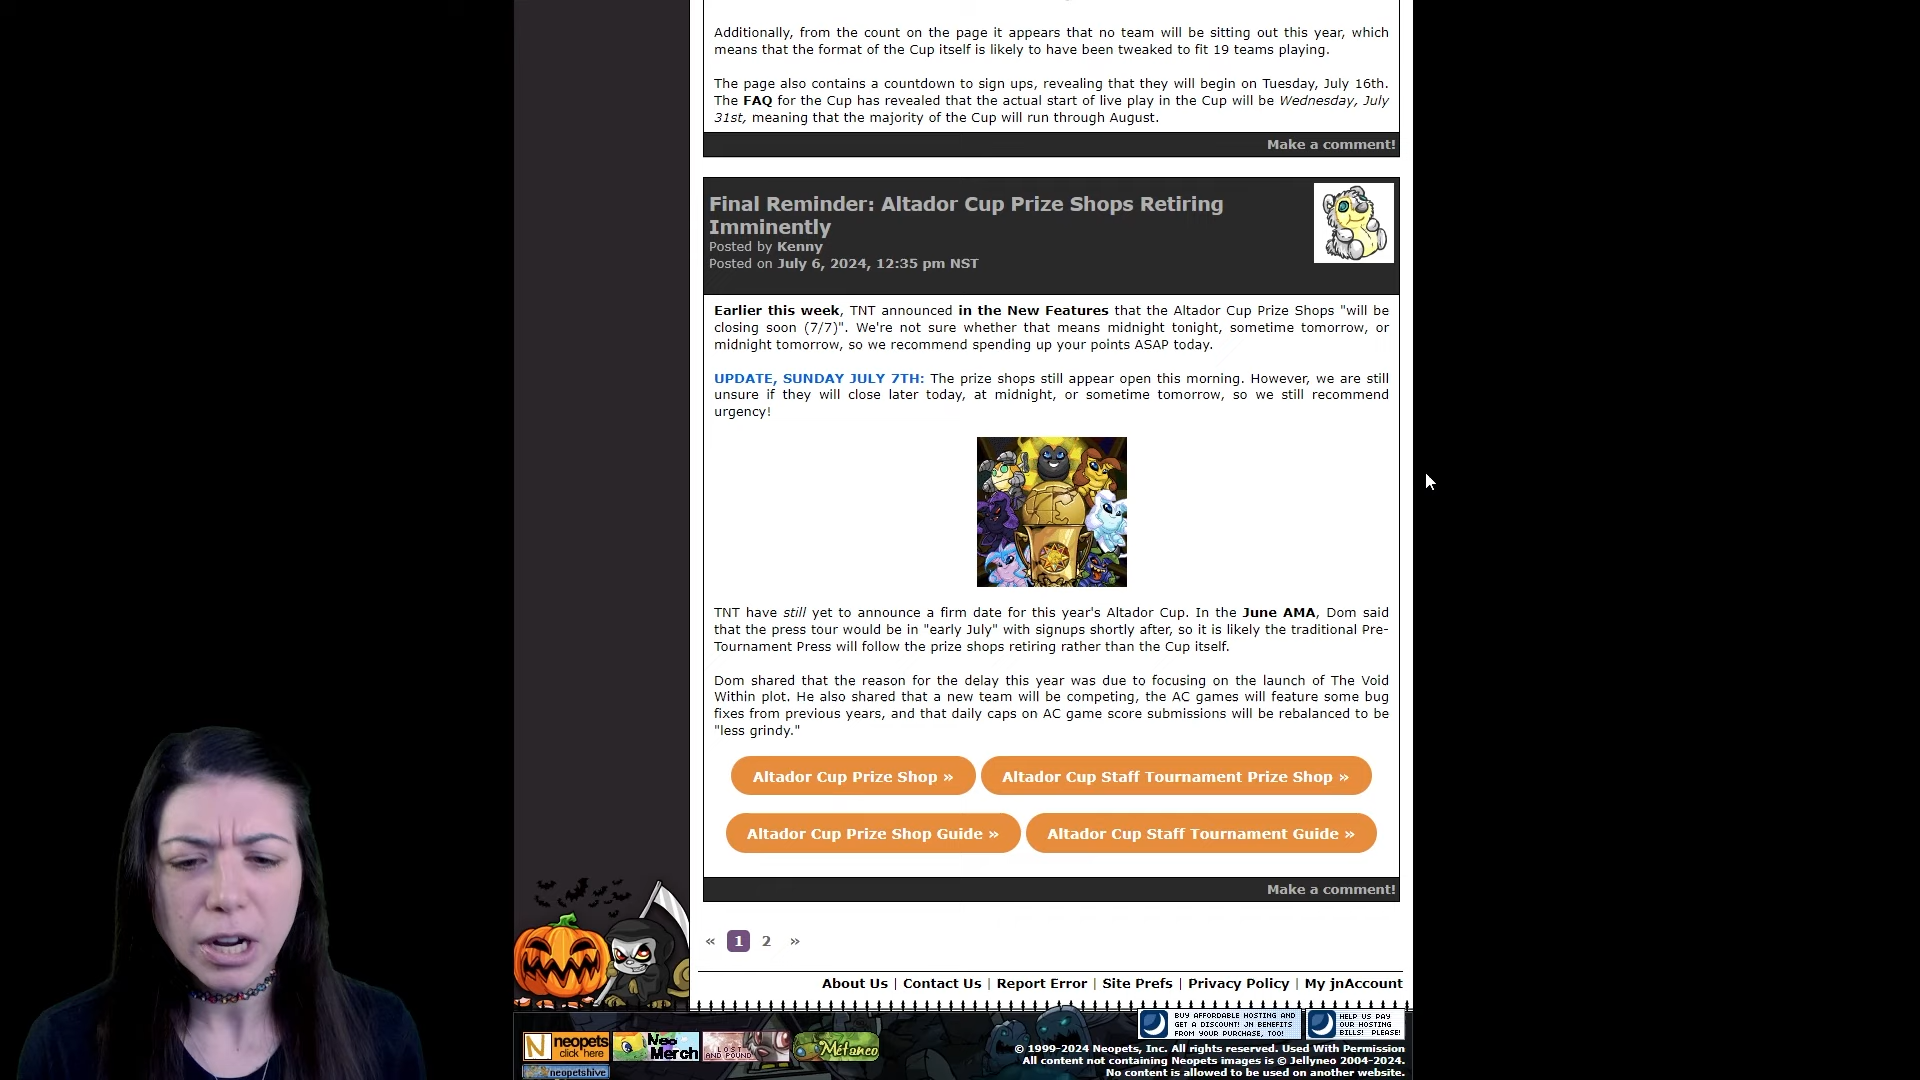 Additionally, from the count on the page it appears that no team will be sitting out this year, which
means that the format of the Cup itself is likely to have been tweaked to fit 19 teams playing.
The page also contains a countdown to sign ups, revealing that they will begin on Tuesday, July 16th.
The FAQ for the Cup has revealed that the actual start of live play in the Cup will be Wednesday, July
31st, meaning that the majority of the Cup will run through August.
Make a comment!
Final Reminder: Altador Cup Prize Shops Retiring
Imminently
Posted by Kenny
Posted on July 6, 2024, 12:35 pm NST
Earlier this week, TNT announced in the New Features that the Altador Cup Prize Shops "will be
closing soon (7/7)". We're not sure whether that means midnight tonight, sometime tomorrow, or
midnight tomorrow, so we recommend spending up your points ASAP today.
UPDATE, SUNDAY JULY 7TH: The prize shops still appear open this morning. However, we are still
unsure if they will close later today, at midnight, or sometime tomorrow, so we still recommend
urgency!
TNT have still yet to announce a firm date for this year's Altador Cup. In the June AMA, Dom said
that the press tour would be in "early July" with signups shortly after, so it is likely the traditional Pre-
Tournament Press will follow the prize shops retiring rather than the Cup itself.
Dom shared that the reason for the delay this year was due to focusing on the launch of The Void
Within plot. He also shared that a new team will be competing, the AC games will feature some bug
fixes from previous years, and that daily caps on AC game score submissions will be rebalanced to be
"less grindy."
Altador Cup Prize Shop » Altador Cup Staff Tournament Prize Shop »
Altador Cup Prize Shop Guide » Altador Cup Staff Tournament Guide »
Make a comment!
« 1 2 »
About Us | Contact Us | Report Error | Site Prefs | Privacy Policy | My jnAccount
BUY AFFORDABLE HOSTING AND
GET A DISCOUNT! JN BENEFITS
FROM YOUR PURCHASE, TOO!
HELP US PAY
OUR HOSTING
BILLS! PLEASE!
N neopets
click here
Neo
Merch
LOST
AND FOUND
Métanco
neopetshive
© 1999-2024 Neopets, Inc. All rights reserved. Used With Permission
All content not containing Neopets images is © Jellyneo 2004-2024.
No content is allowed to be used on another website.